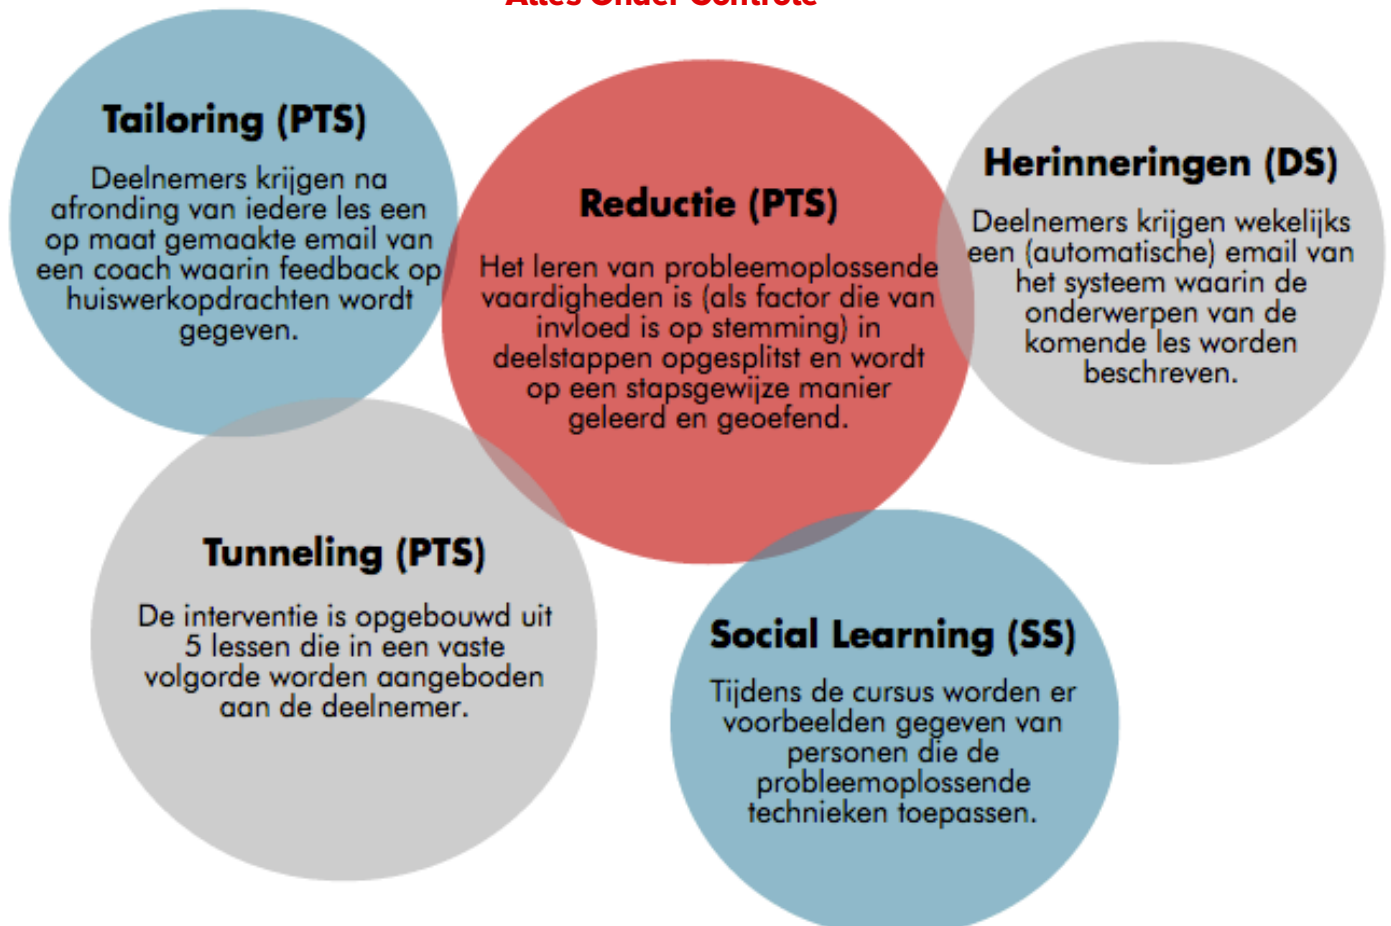 Alles Onder Controle
Tailoring (PTS)
Deelnemers krijgen na
afronding van iedere les een
op maat gemaakte email van
een coach waarin feedback op
huiswerkopdrachten wordt
gegeven.
Reductie (PTS)
Het leren van probleemoplossende
vaardigheden is (als factor die van
invloed is op stemming) in
deelstappen opgesplitst en wordt
op een stapsgewijze manier
geleerd en geoefend.
Herinneringen (DS)
Deelnemers krijgen wekelijks
een (automatische) email van
het systeem waarin de
onderwerpen van de
komende les worden
beschreven.
Tunneling (PTS)
De interventie is opgebouwd uit
5 lessen die in een vaste
volgorde worden aangeboden
aan de deelnemer.
Social Learning (SS)
Tijdens de cursus worden er
voorbeelden gegeven van
personen die de
probleemoplossende
technieken toepassen.